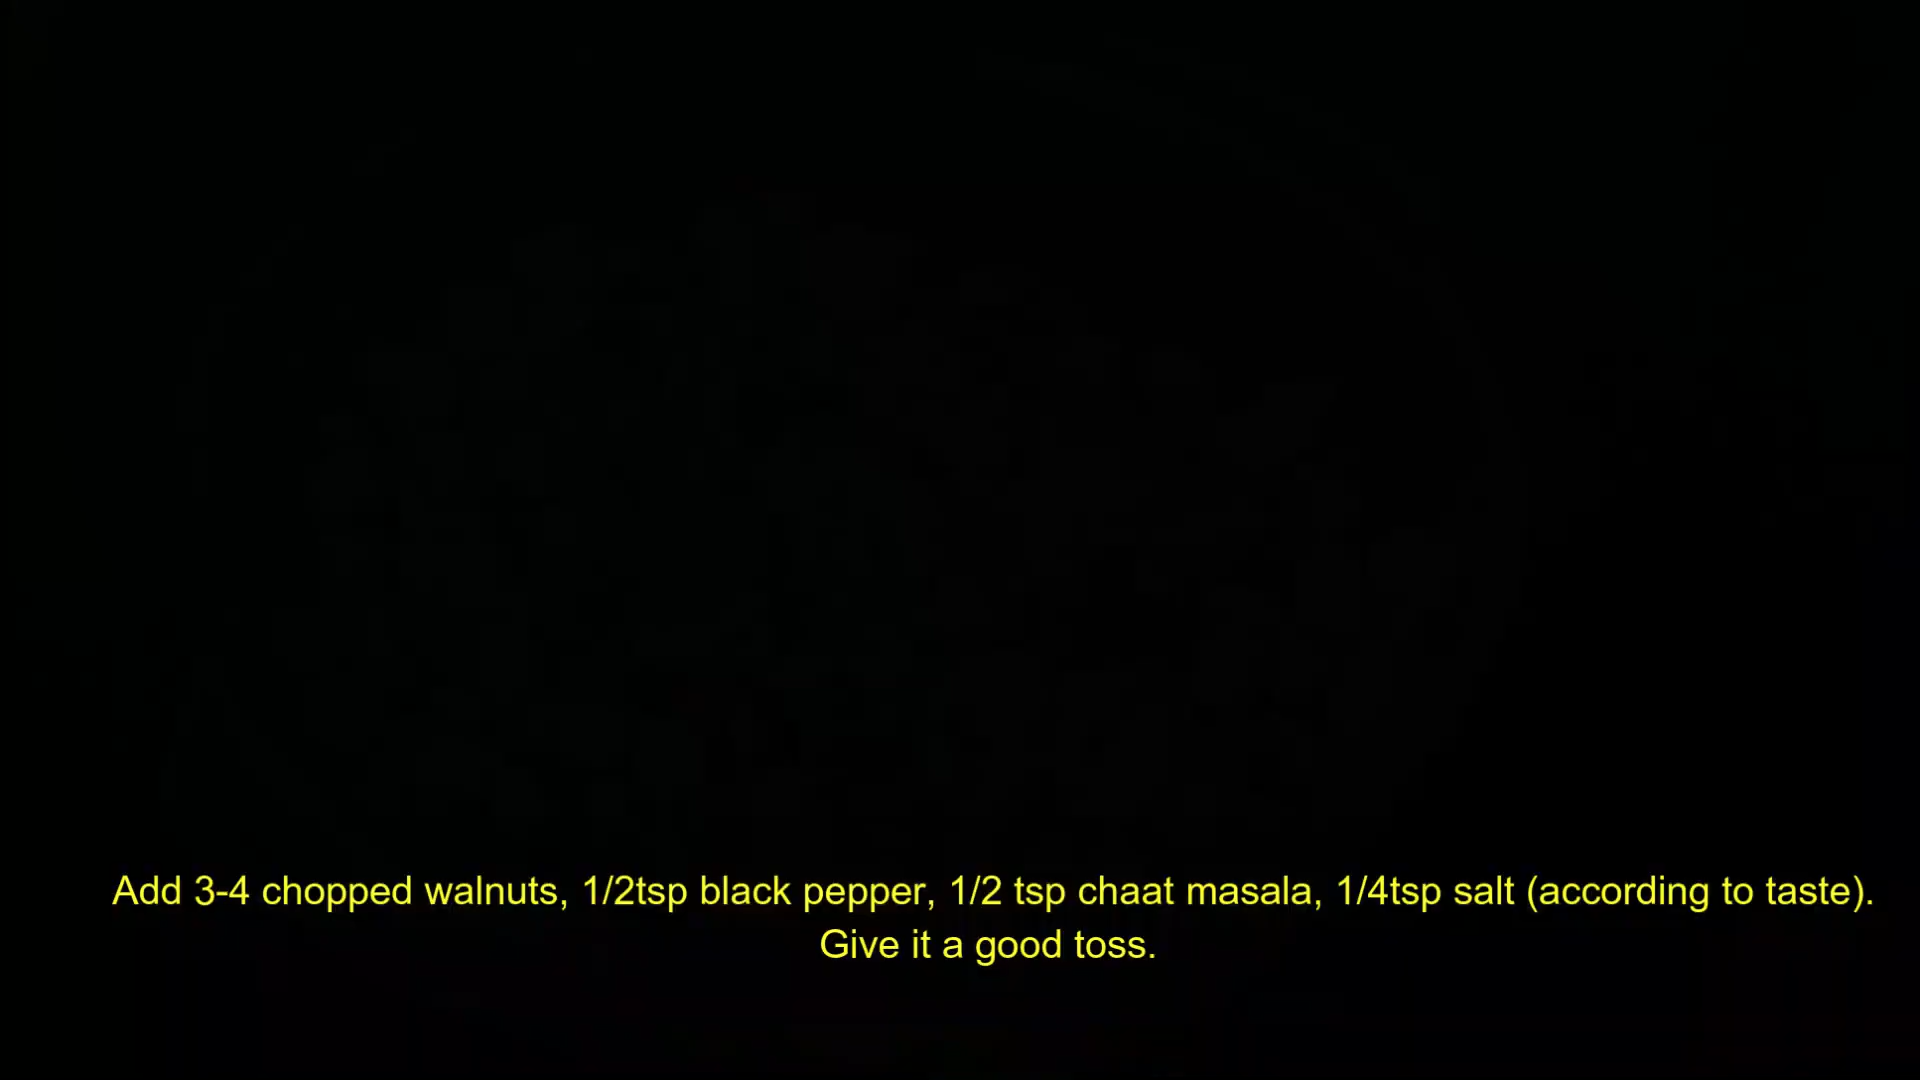 Add 3-4 chopped walnuts, 1/2tsp black pepper, 1/2 tsp chaat masala, 1/4tsp salt (according to taste).
Give it a good toss.